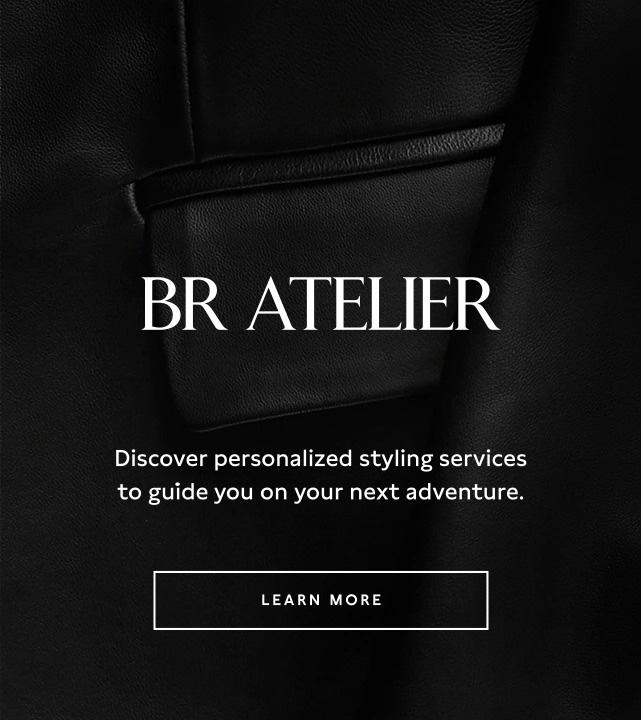 BR ATELIER
Discover personalized styling services
to guide you on your next adventure.
LEARN MORE